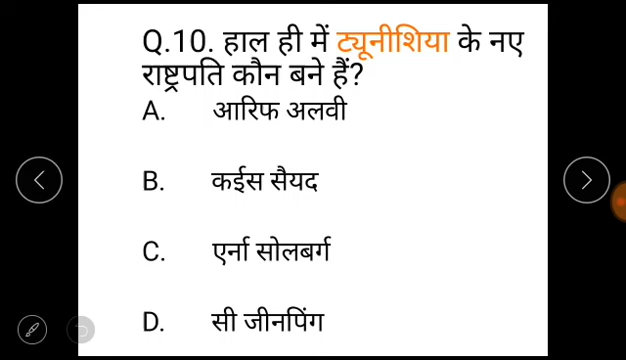 Q.10. हाल ही में ट्यूनीशिया के नए
राष्ट्रपति कौन बने हैं?
A. आरिफ अलवी
B. कईस सैयद
C. एर्ना सोलबर्ग
D. सी जीनपिंग